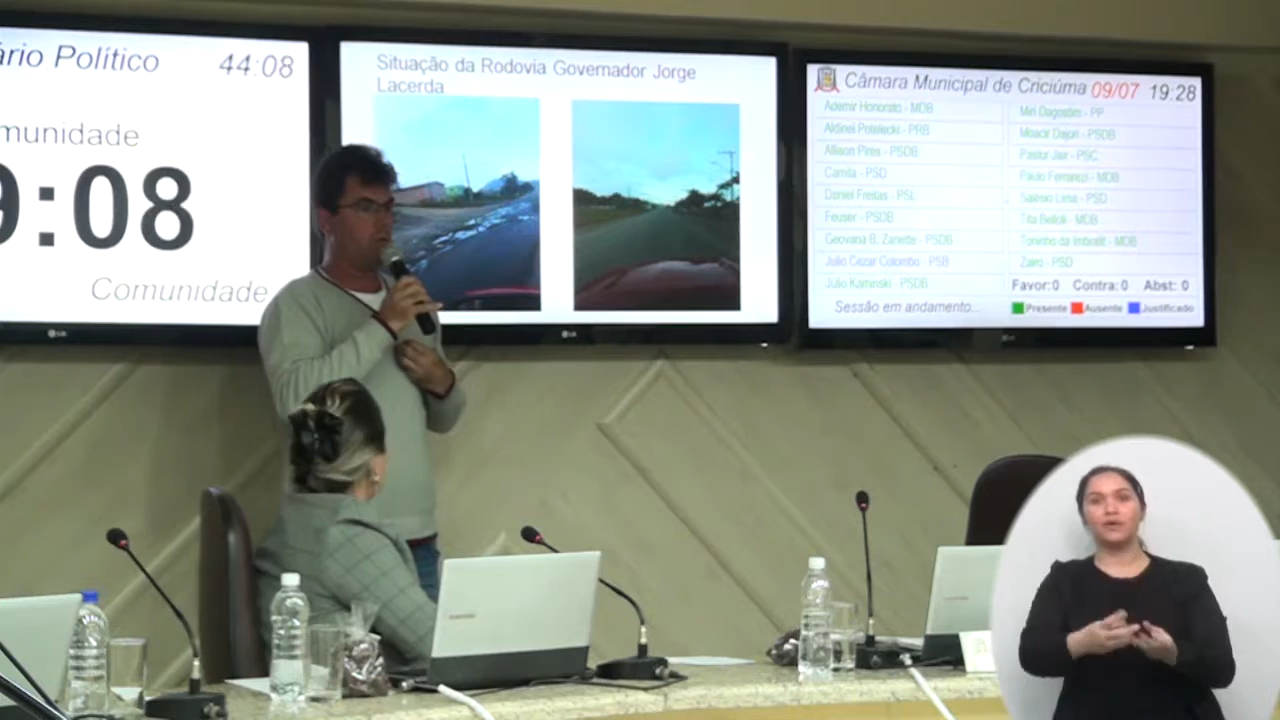 ário Político 44:08
munidade
9:08
Comunidade
LG
Situação da Rodovia Governador Jorge
Lacerda
LG
Câmara Municipal de Criciúma 09/07 19:28
Ademir Honorato - MDB
Aldinei Potelecki - PRB
Allison Pires - PSDB
Camila - PSD
Daniel Freitas - PSL
Feuser - PSDB
Geovana B. Zanette - PSDB
Julio Cezar Colombo - PSB
Julio Kaminski - PSDB
Miri Dagostim - PP
Moacir Dajori - PSDB
Pastor Jair - PSC
Paulo Ferrarezi - MDB
Salésio Lima - PSD
Tita Belloli - MDB
Toninho da Imbralit - MDB
Zairo - PSD
Favor:0 Contra: 0 Abst: 0
Sessão em andamento...
Presente Ausente Justificado